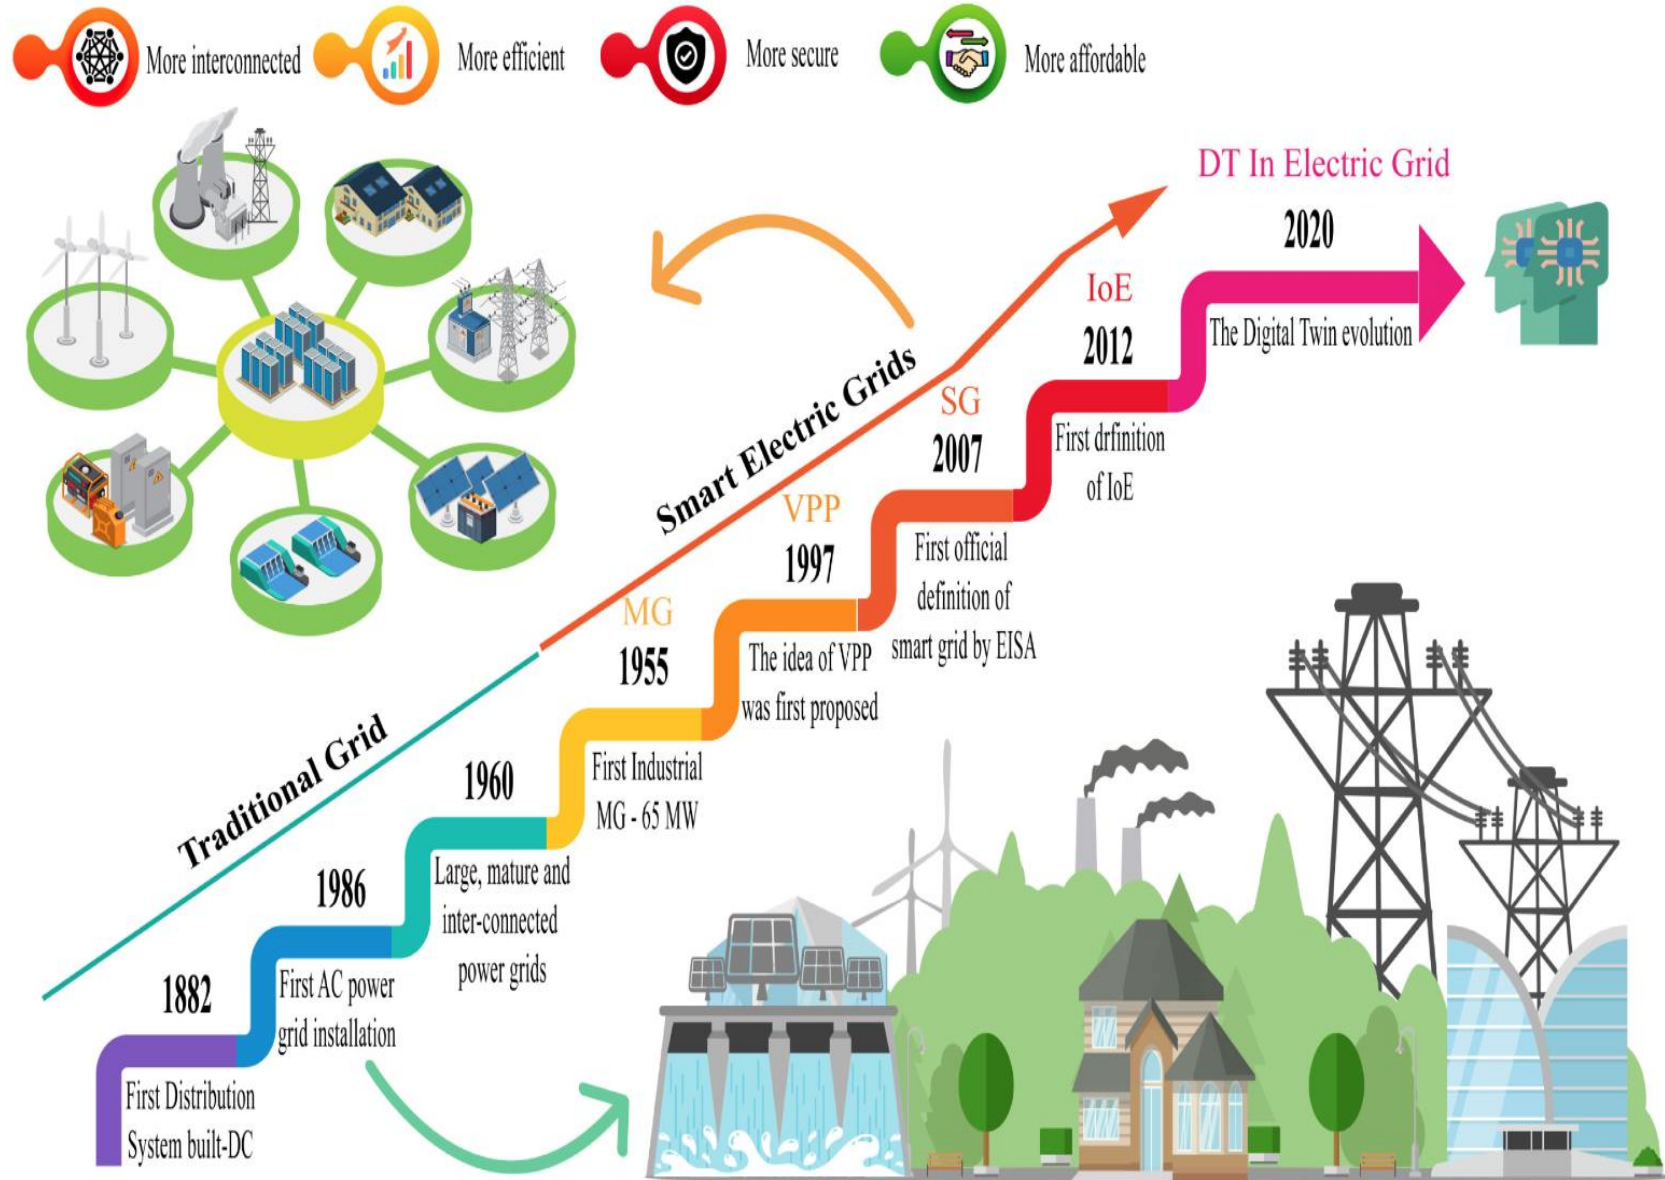 More interconnected
More efficient
More secure
More affordable
DT In Electric Grid
2020
The Digital Twin evolution
IoE
2012
First drfinition
of IoE
SG
2007
First official
definition of
smart grid by EISA
Smart Electric Grids
VPP
1997
The idea of VPP
was first proposed
MG
1955
First Industrial
MG - 65 MW
Traditional Grid
1960
Large, mature and
inter-connected
power grids
1986
First AC power
grid installation
1882
First Distribution
System built-DC